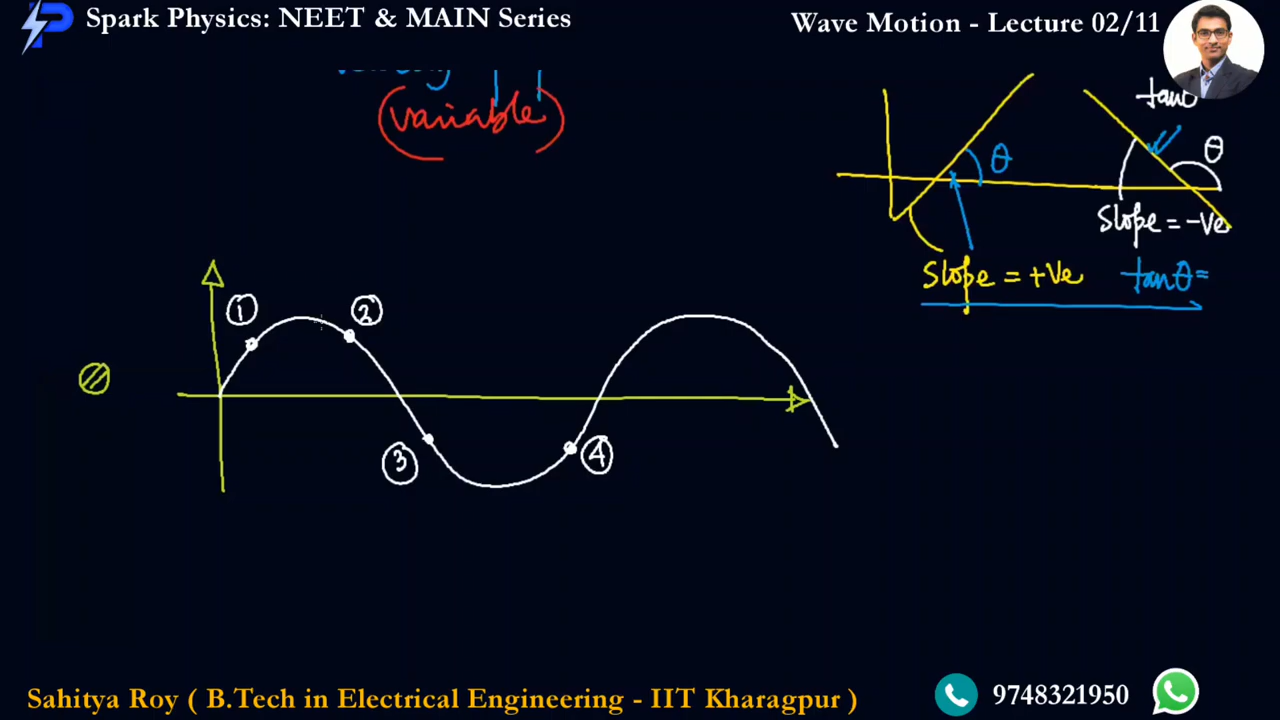 Spark Physics: NEET & MAIN Series
Wave Motion - Lecture 02/11
(variable)
tanθ
θ
θ
Slope = -Ve
Slope = +Ve tanθ =
① ②
③ ④
Sahitya Roy ( B.Tech in Electrical Engineering - IIT Kharagpur ) 9748321950